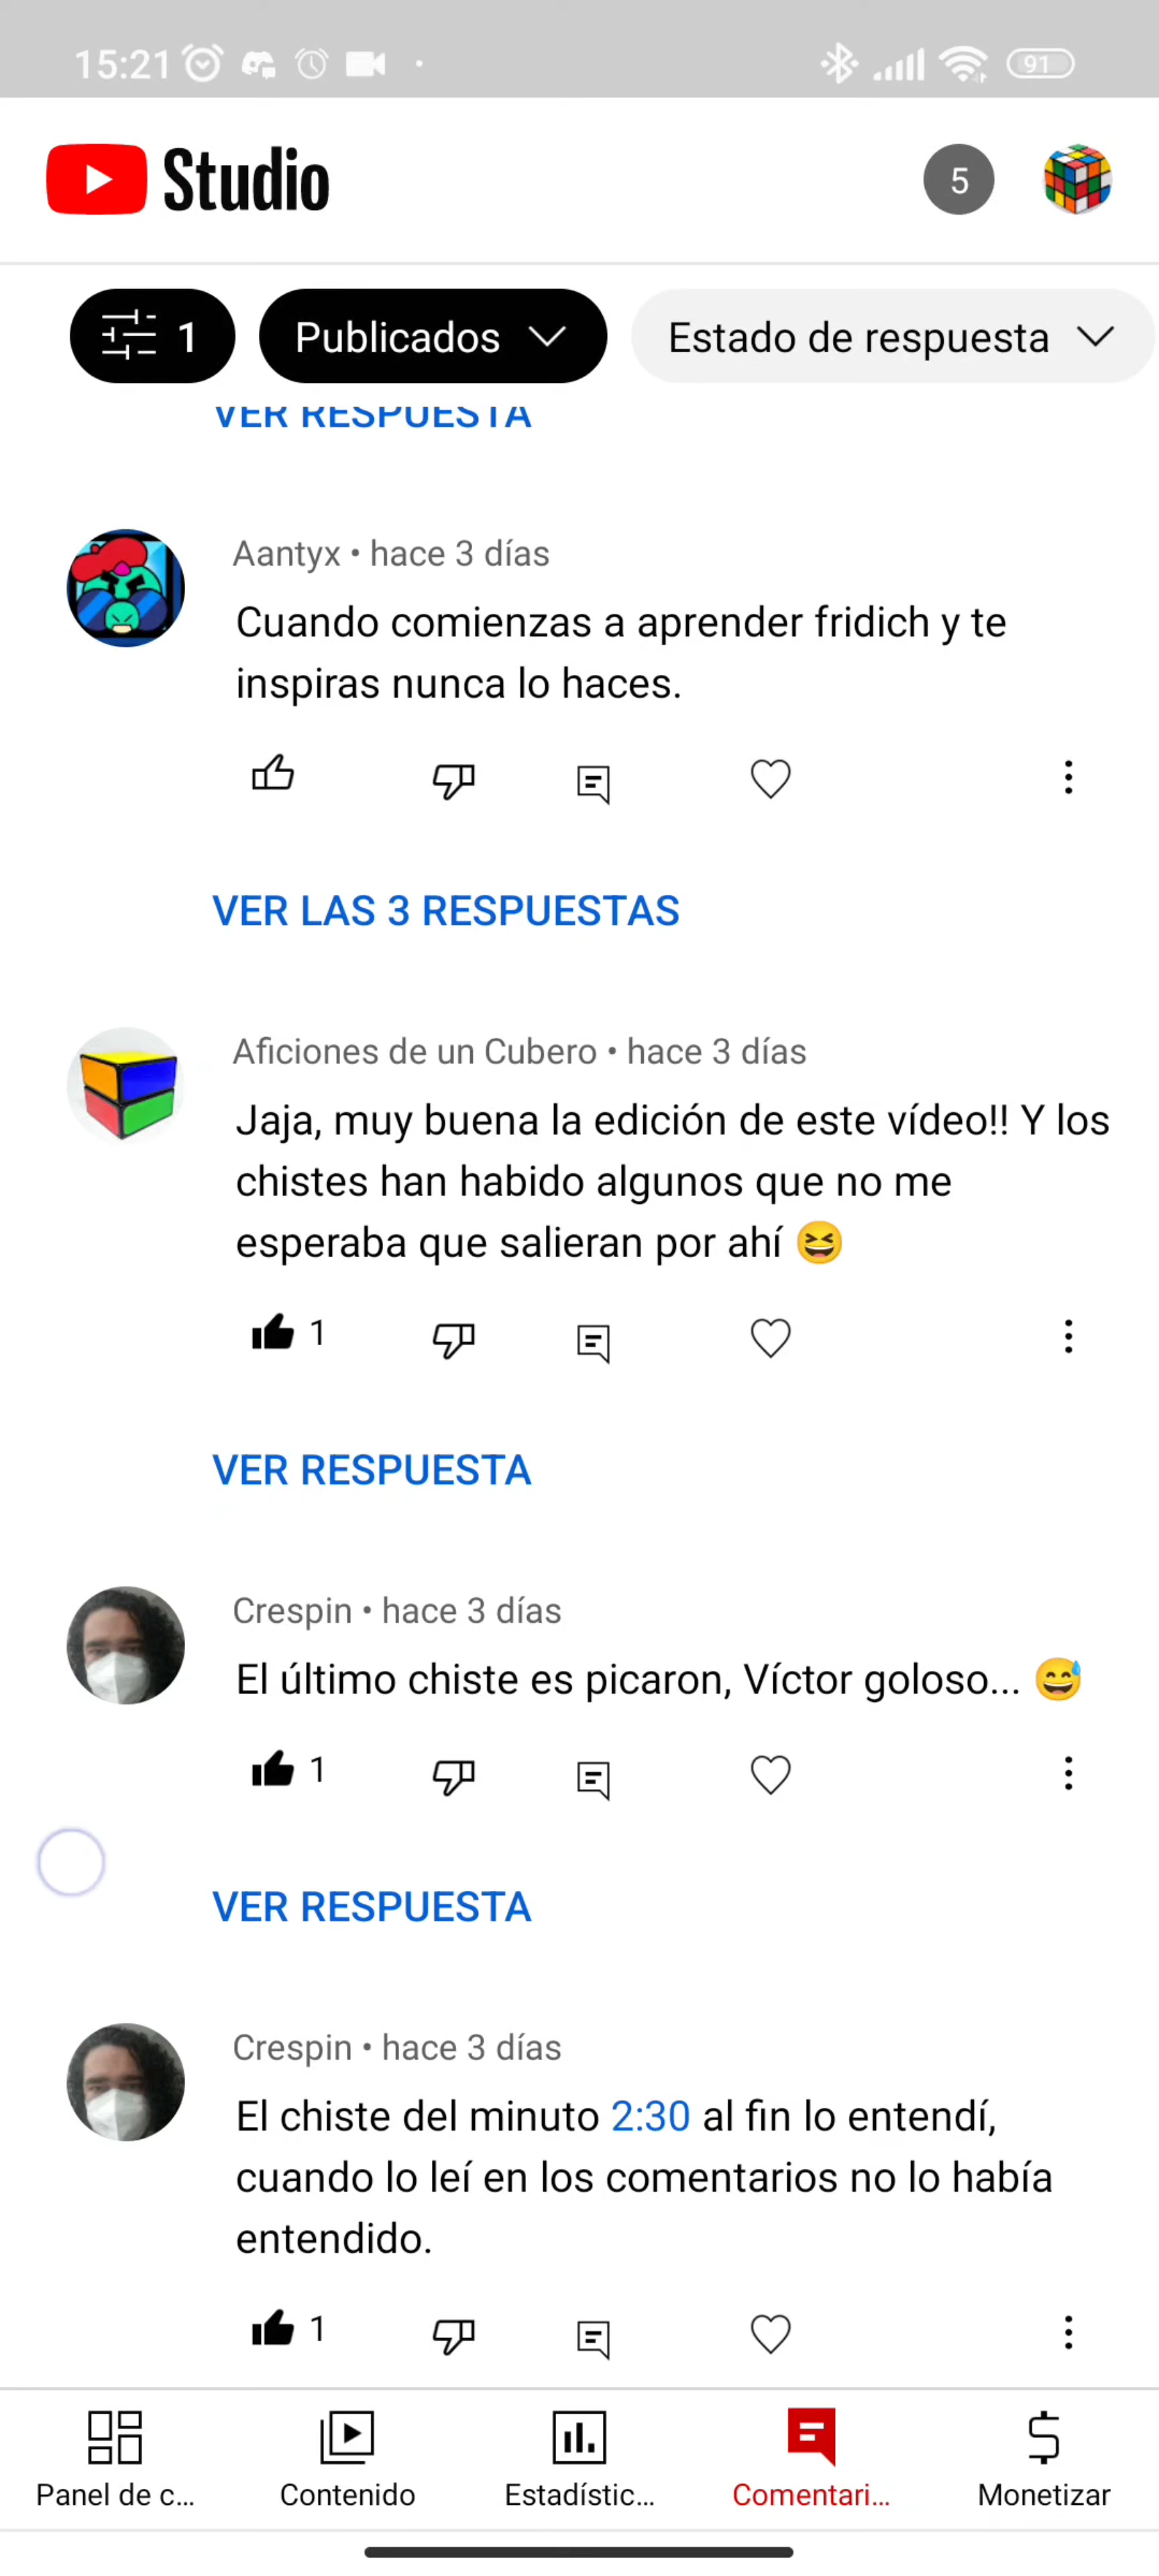 15:21
91
Studio
5
1
Publicados
Estado de respuesta
VER RESPUESTA
Aantyx • hace 3 días
Cuando comienzas a aprender fridich y te
inspiras nunca lo haces.
VER LAS 3 RESPUESTAS
Aficiones de un Cubero • hace 3 días
Jaja, muy buena la edición de este vídeo!! Y los
chistes han habido algunos que no me
esperaba que salieran por ahí 😆
1
VER RESPUESTA
Crespin • hace 3 días
El último chiste es picaron, Víctor goloso... 😅
1
VER RESPUESTA
Crespin • hace 3 días
El chiste del minuto 2:30 al fin lo entendí,
cuando lo leí en los comentarios no lo había
entendido.
1
Panel de c...
Contenido
Estadístic...
Comentari...
Monetizar